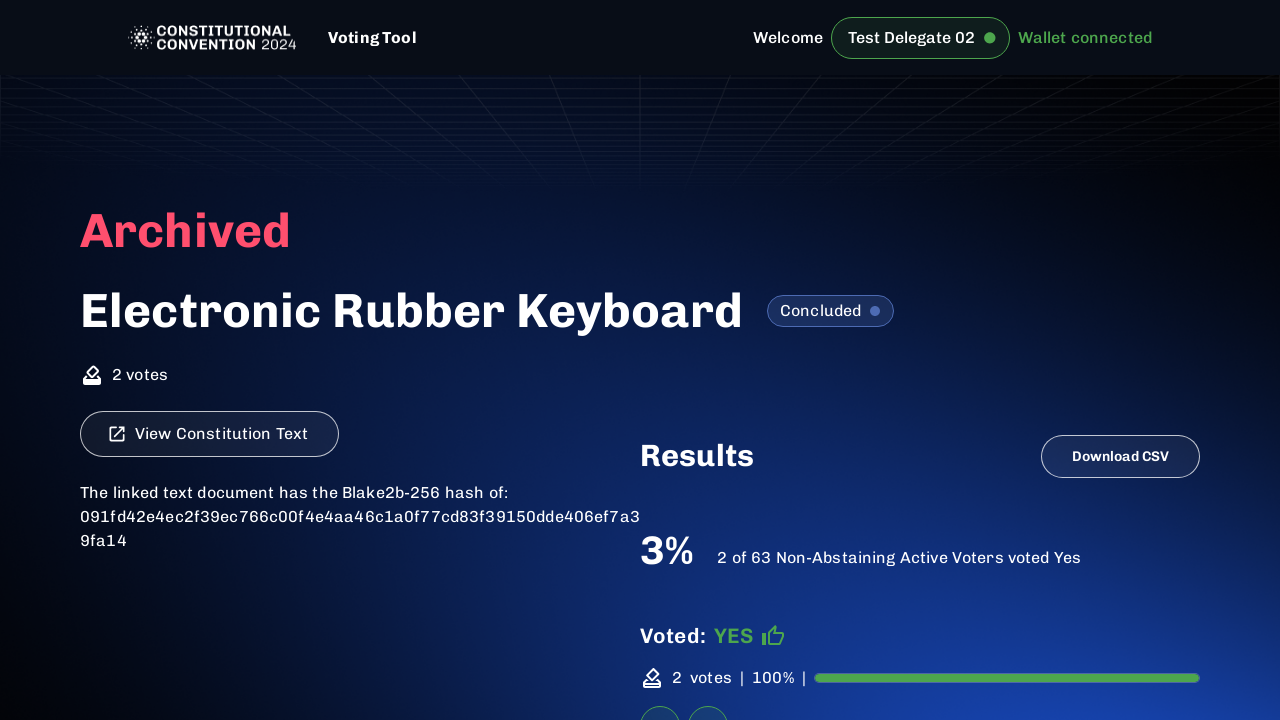 CONSTITUTIONAL
CONVENTION 2024
Voting Tool
Welcome
Test Delegate 02
Wallet connected
Archived
Electronic Rubber Keyboard
Concluded
2 votes
View Constitution Text
The linked text document has the Blake2b-256 hash of:
091fd42e4ec2f39ec766c00f4e4aa46c1a0f77cd83f39150dde406ef7a3
9fa14
Results
Download CSV
3%
2 of 63 Non-Abstaining Active Voters voted Yes
Voted: YES
2 votes | 100% |